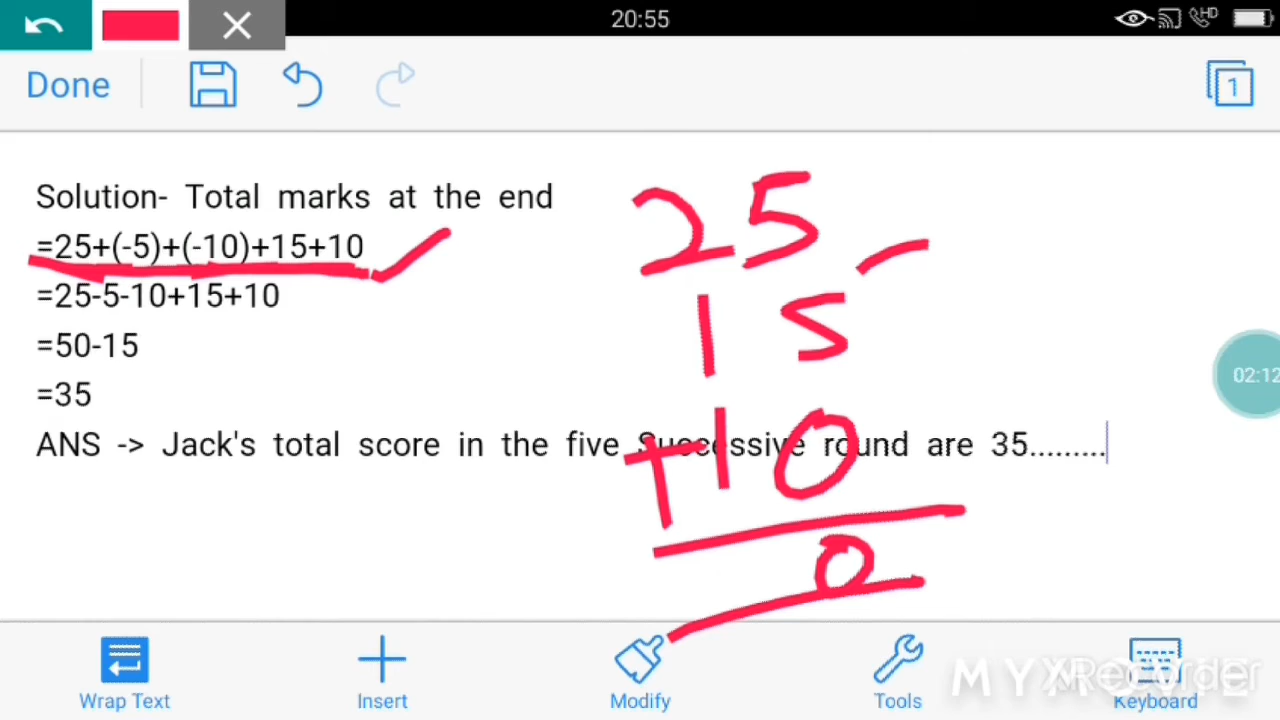 20:55
HD
Done
1
Solution- Total marks at the end
=25+(-5)+(-10)+15+10
=25-5-10+15+10
=50-15
=35
ANS -> Jack's total score in the five Successive round are 35.........
25
15
+10
0
02:12
Wrap Text
Insert
Modify
Tools
Keyboard